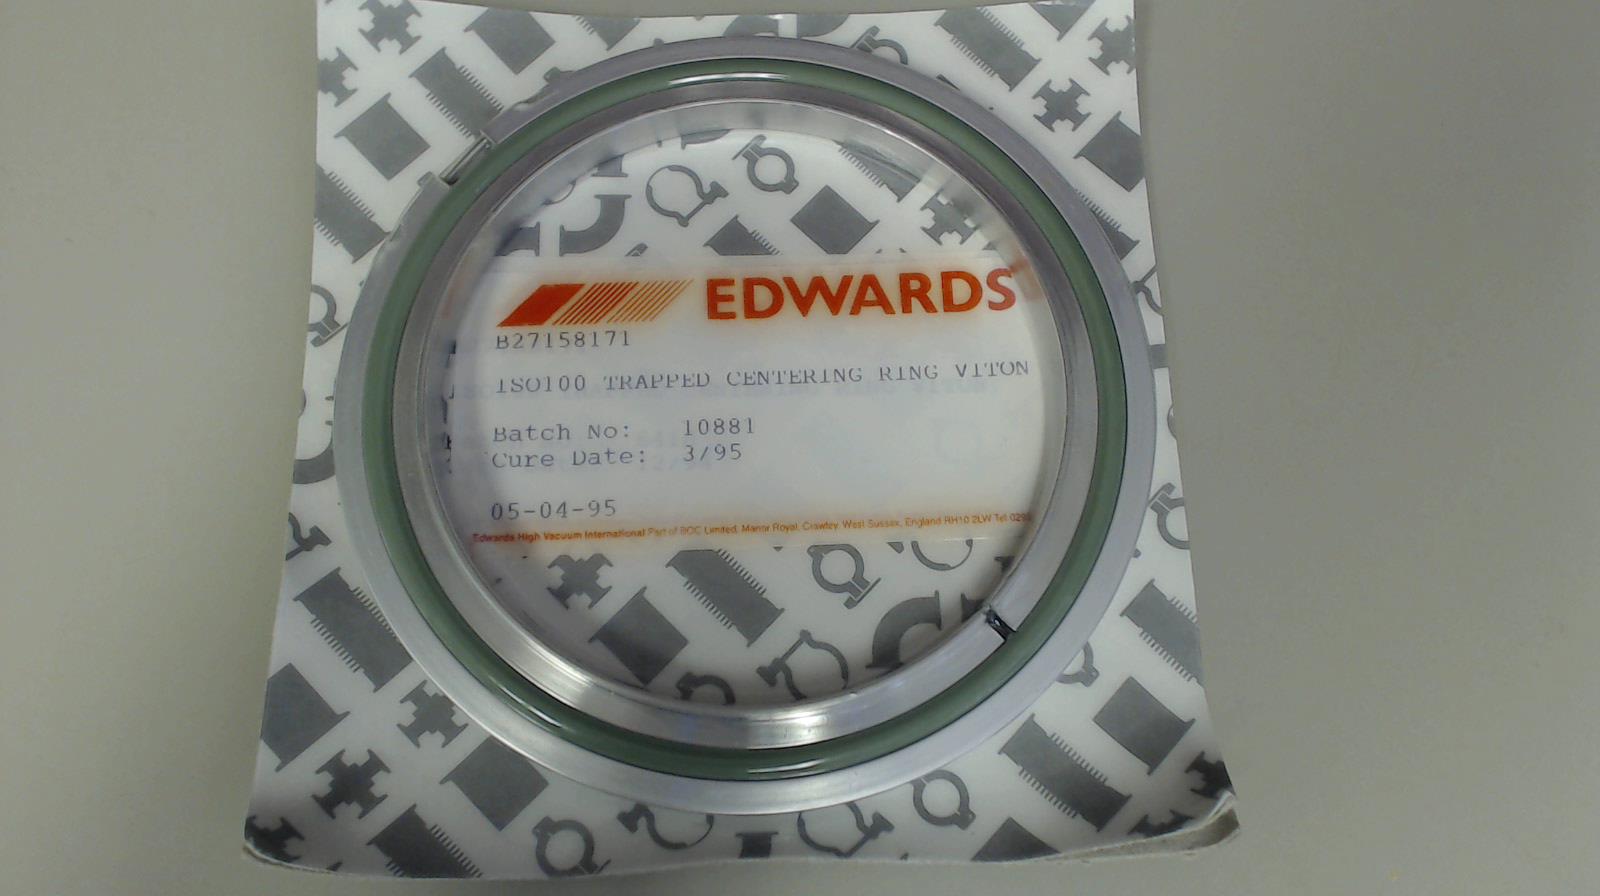 EDWARDS
B27158171
ISO100 TRAPPED CENTERING RING VITON
Batch No: 10881
Cure Date: 3/95
05-04-95
Edwards High Vacuum International Part of BOC Limited, Manor Royal, Crawley, West Sussex, England RH10 2LW Tel